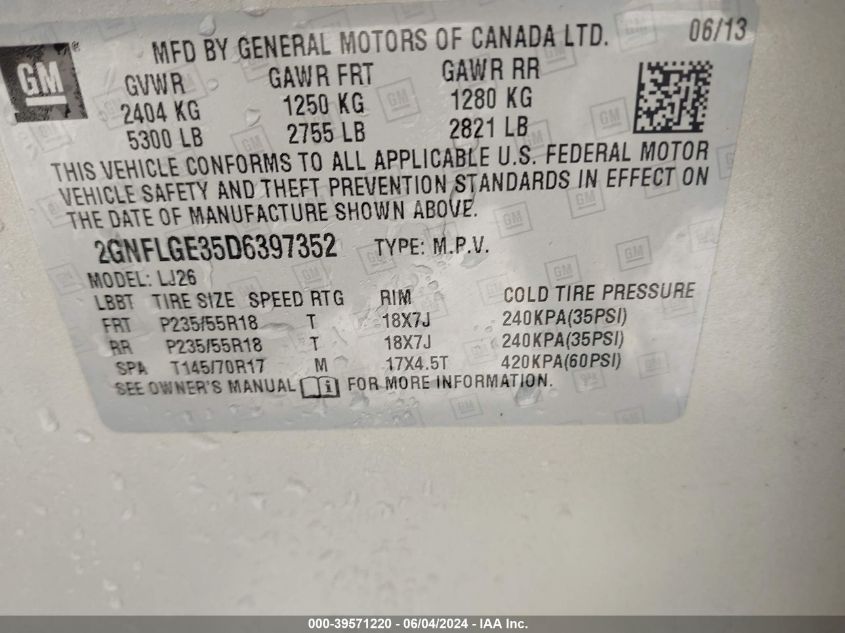 GM
MFD BY GENERAL MOTORS OF CANADA LTD. 06/13
GVWR GAWR FRT GAWR RR
2404 KG 1250 KG 1280 KG
5300 LB 2755 LB 2821 LB
THIS VEHICLE CONFORMS TO ALL APPLICABLE U.S. FEDERAL MOTOR
VEHICLE SAFETY AND THEFT PREVENTION STANDARDS IN EFFECT ON
THE DATE OF MANUFACTURE SHOWN ABOVE.
2GNFLGE35D6397352 TYPE: M.P.V.
MODEL: LJ26
LBBT TIRE SIZE SPEED RTG RIM COLD TIRE PRESSURE
FRT P235/55R18 T 18X7J 240KPA(35PSI)
RR P235/55R18 T 18X7J 240KPA(35PSI)
SPA T145/70R17 M 17X4.5T 420KPA(60PSI)
SEE OWNER'S MANUAL i FOR MORE INFORMATION.
000-39571220 - 06/04/2024 - IAA Inc.